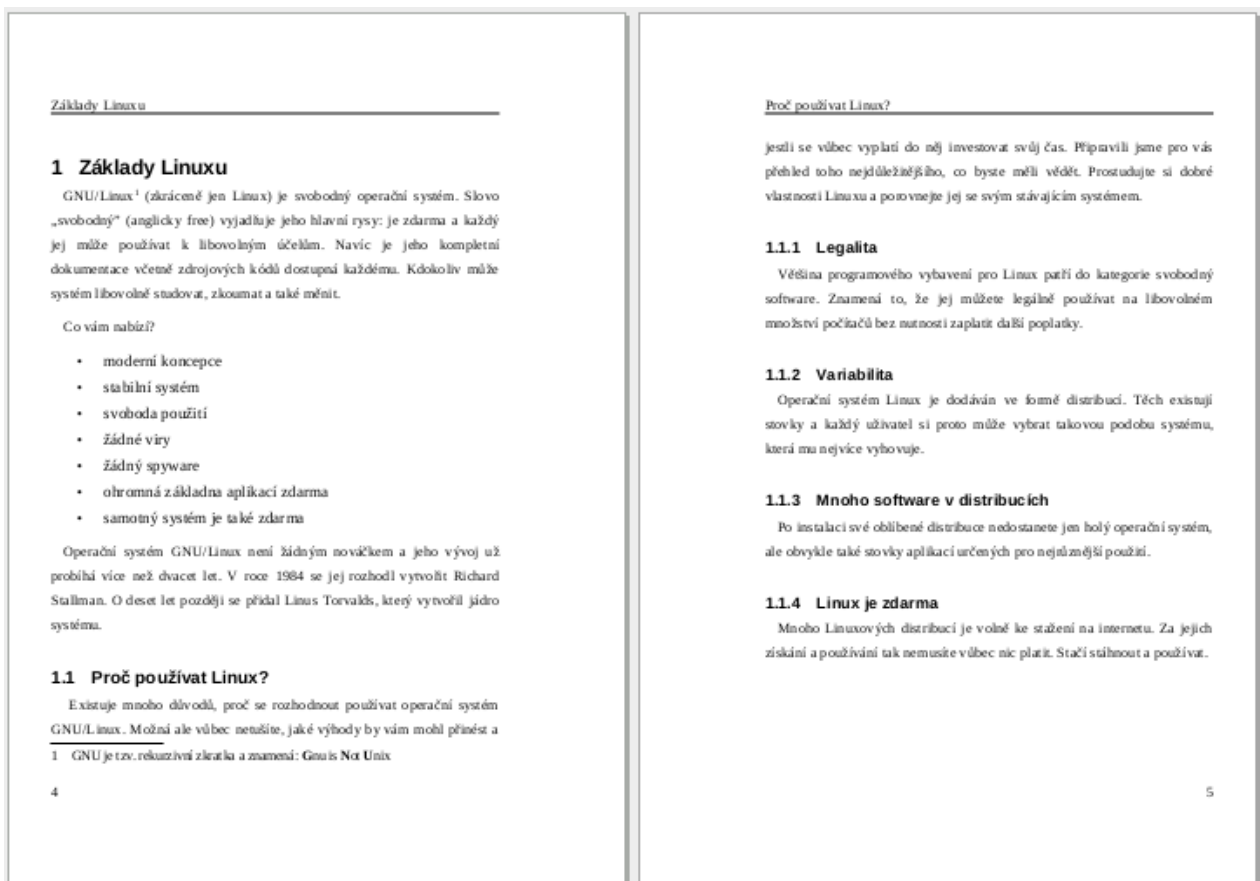 Základy Linuxu
1 Základy Linuxu
GNU/Linux¹ (zkráceně jen Linux) je svobodný operační systém. Slovo
„svobodný“ (anglicky free) vyjadřuje jeho hlavní rysy: je zdarma a každý
jej může používat k libovolným účelům. Navíc je jeho kompletní
dokumentace včetně zdrojových kódů dostupná každému. Kdokoliv může
systém libovolně studovat, zkoumat a také měnit.
Co vám nabízí?
• moderní koncepce
• stabilní systém
• svoboda použití
• žádné viry
• žádný spyware
• ohromná základna aplikací zdarma
• samotný systém je také zdarma
Operační systém GNU/Linux není žádným nováčkem a jeho vývoj už
probíhá více než dvacet let. V roce 1984 se jej rozhodl vytvořit Richard
Stallman. O deset let později se přidal Linus Torvalds, který vytvořil jádro
systému.
1.1 Proč používat Linux?
Existuje mnoho důvodů, proč se rozhodnout používat operační systém
GNU/Linux. Možná ale vůbec netušíte, jaké výhody by vám mohl přinést a
1 GNU je tzv. rekurzivní zkratka a znamená: Gnu is Not Unix
4
Proč používat Linux?
jestli se vůbec vyplatí do něj investovat svůj čas. Připravili jsme pro vás
přehled toho nejdůležitějšího, co byste měli vědět. Prostudujte si dobré
vlastnosti Linuxu a porovnejte jej se svým stávajícím systémem.
1.1.1 Legalita
Většina programového vybavení pro Linux patří do kategorie svobodný
software. Znamená to, že jej můžete legálně používat na libovolném
množství počítačů bez nutnosti zaplatit další poplatky.
1.1.2 Variabilita
Operační systém Linux je dodáván ve formě distribucí. Těch existují
stovky a každý uživatel si proto může vybrat takovou podobu systému,
která mu nejvíce vyhovuje.
1.1.3 Mnoho software v distribucích
Po instalaci své oblíbené distribuce nedostanete jen holý operační systém,
ale obvykle také stovky aplikací určených pro nejrůznější použití.
1.1.4 Linux je zdarma
Mnoho Linuxových distribucí je volně ke stažení na internetu. Za jejich
získání a používání tak nemusíte vůbec nic platit. Stačí stáhnout a používat.
5